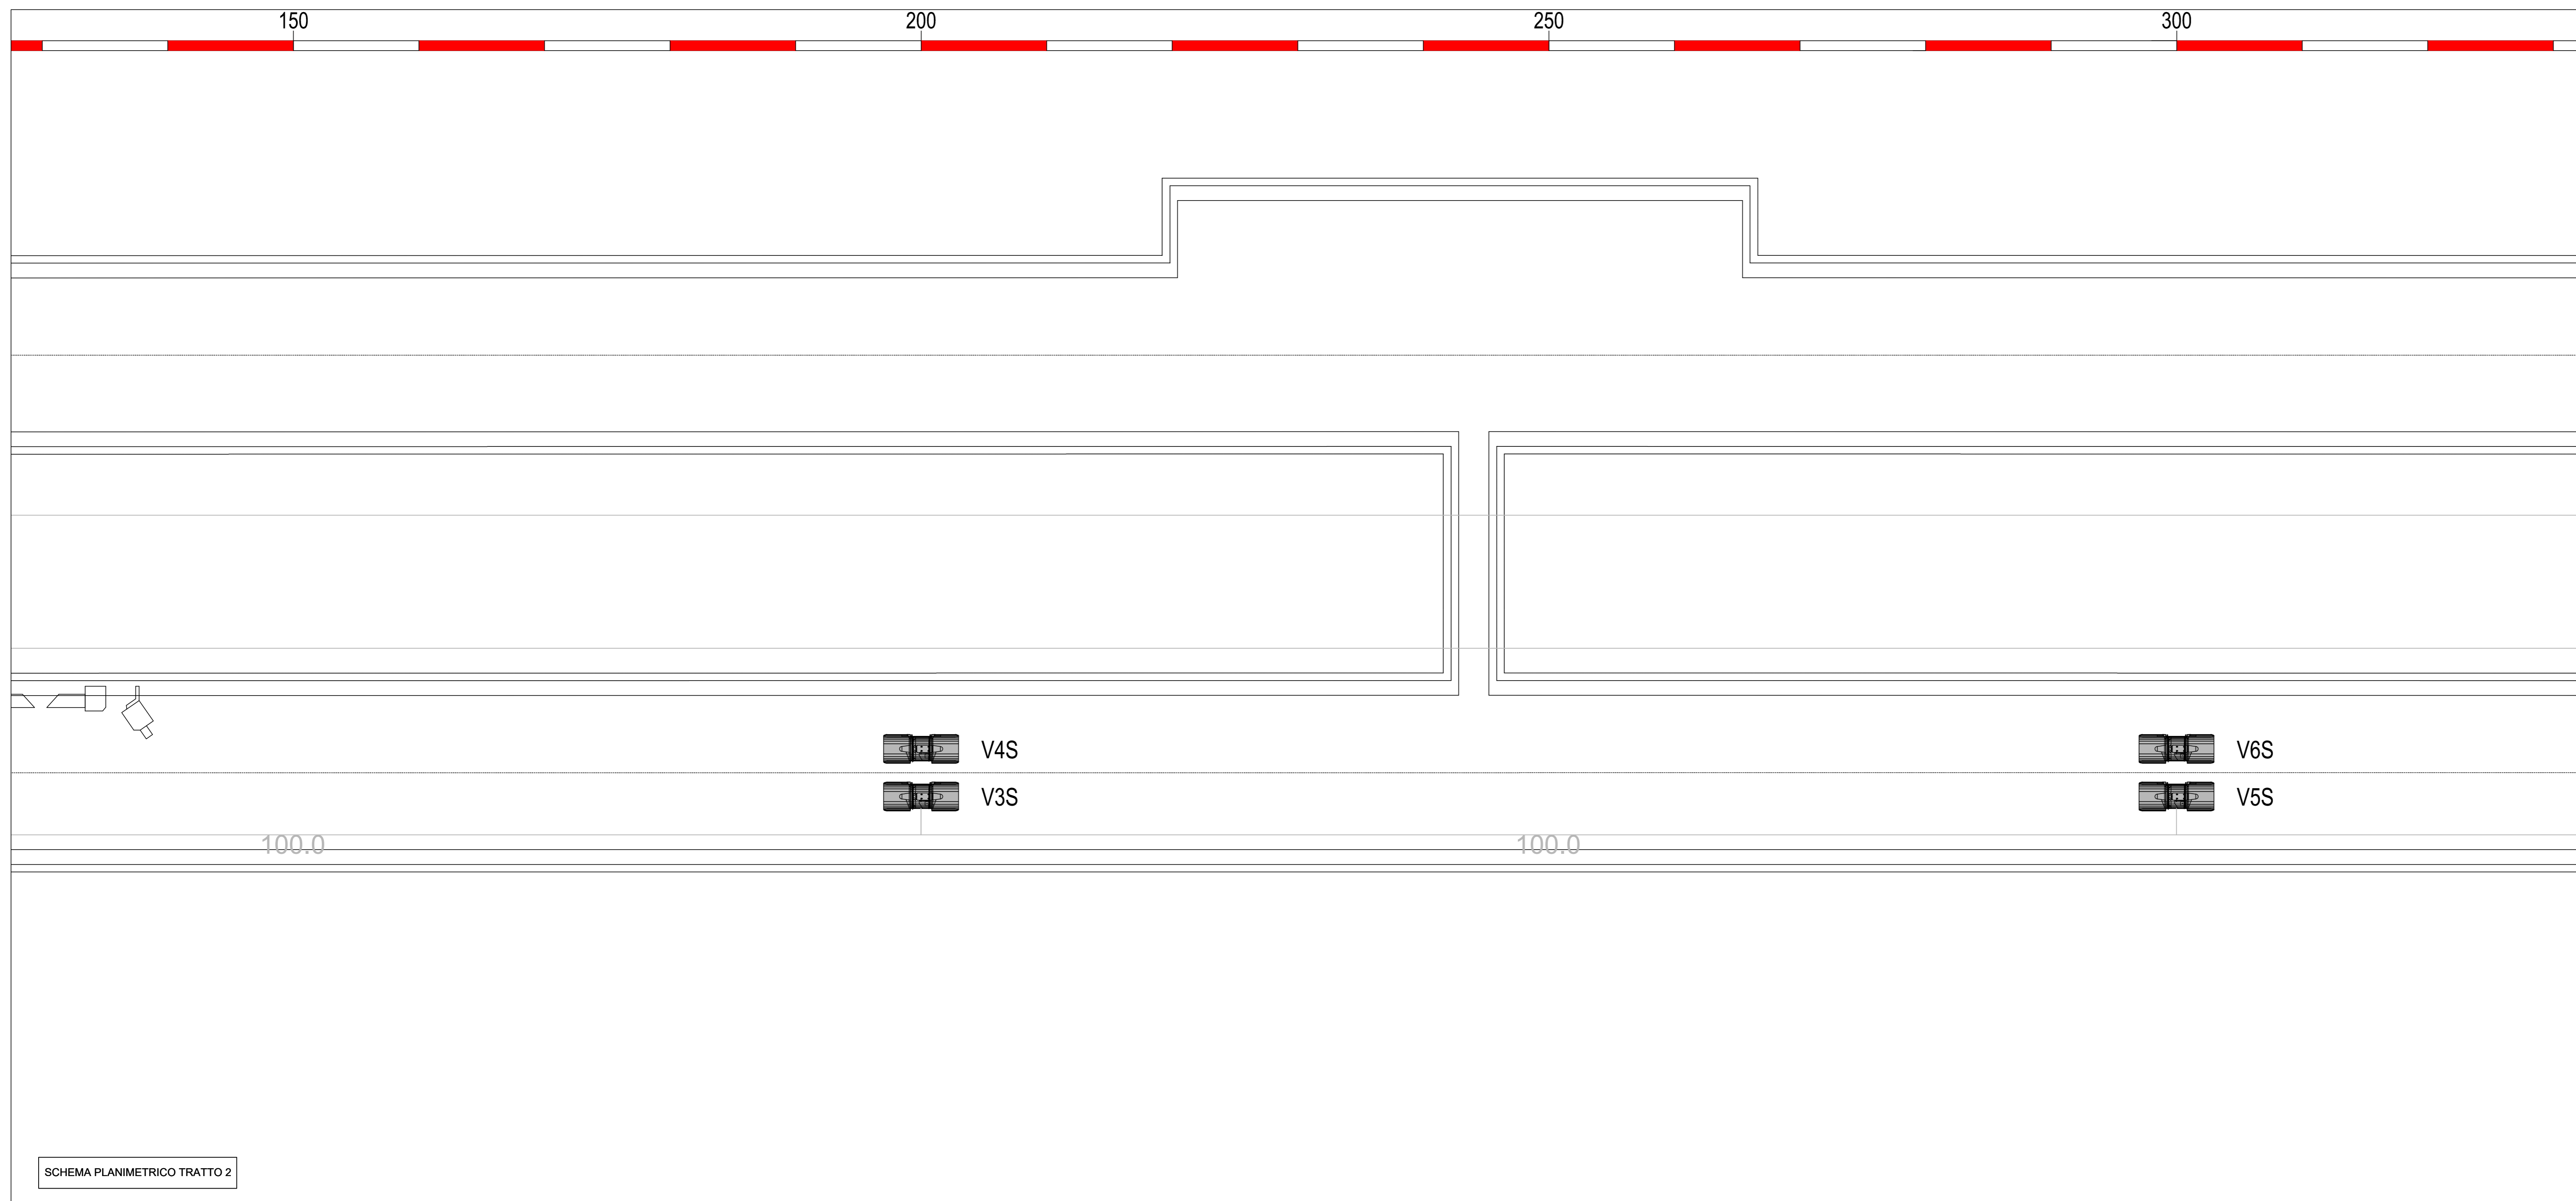 150 200 250 300
V4S V6S
V3S V5S
100.0 100.0
SCHEMA PLANIMETRICO TRATTO 2